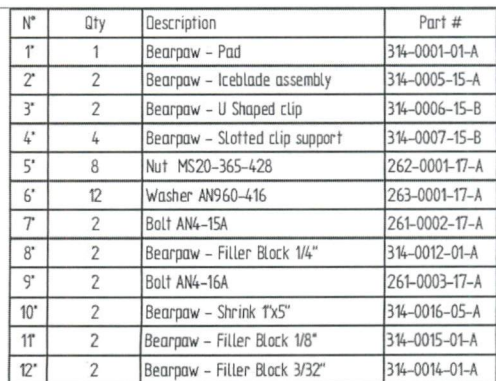 N° Qty Description Part #
1" 1 Bearpaw - Pad 314-0001-01-A
2" 2 Bearpaw - Iceblade assembly 314-0005-15-A
3" 2 Bearpaw - U Shaped clip 314-0006-15-B
4" 4 Bearpaw - Slotted clip support 314-0007-15-B
5" 8 Nut MS20-365-428 262-0001-17-A
6" 12 Washer AN960-416 263-0001-17-A
7" 2 Bolt AN4-15A 261-0002-17-A
8" 2 Bearpaw - Filler Block 1/4" 314-0012-01-A
9" 2 Bolt AN4-16A 261-0003-17-A
10" 2 Bearpaw - Shrink 1"x5" 314-0016-05-A
11" 2 Bearpaw - Filler Block 1/8" 314-0015-01-A
12" 2 Bearpaw - Filler Block 3/32" 314-0014-01-A